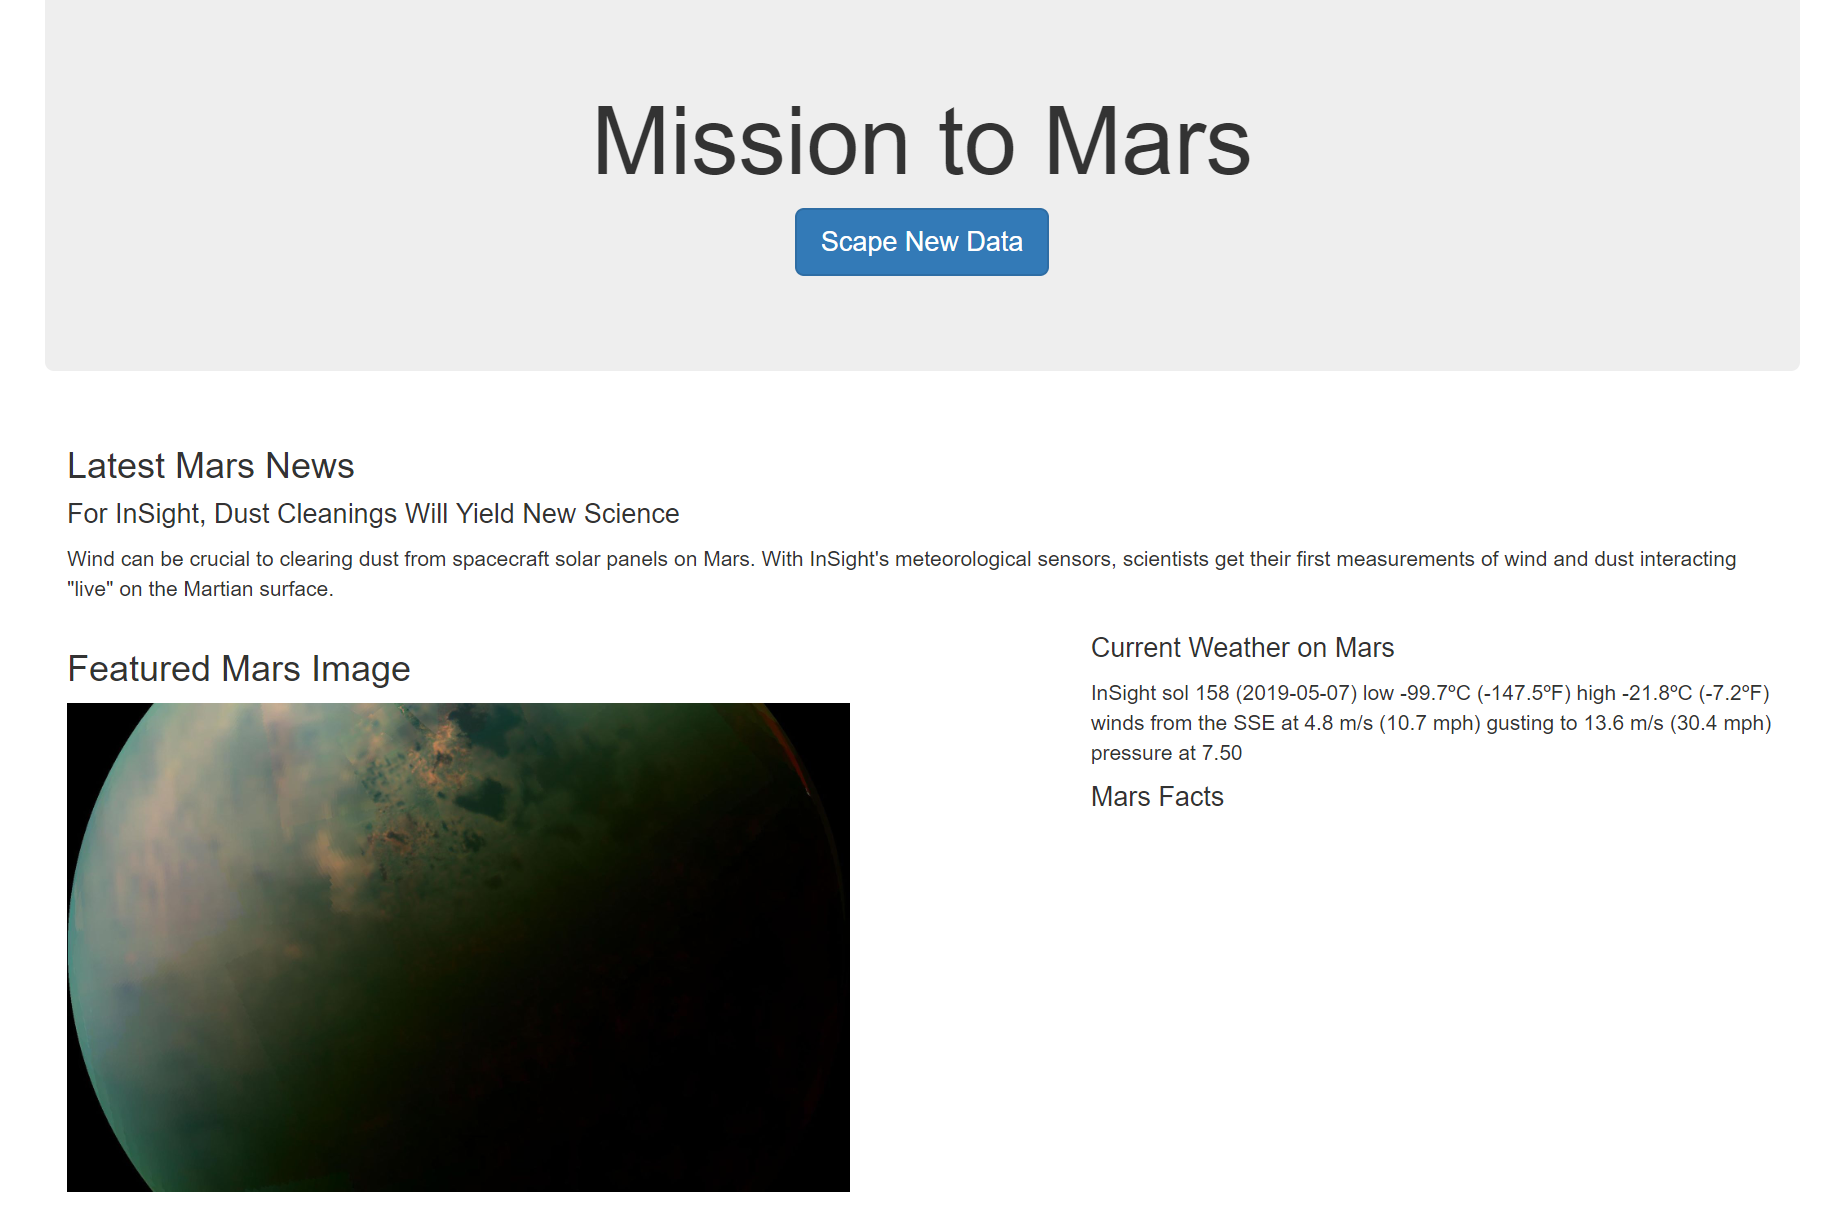 Mission to Mars
Scape New Data
Latest Mars News
For InSight, Dust Cleanings Will Yield New Science
Wind can be crucial to clearing dust from spacecraft solar panels on Mars. With InSight's meteorological sensors, scientists get their first measurements of wind and dust interacting
"live" on the Martian surface.
Featured Mars Image
Current Weather on Mars
InSight sol 158 (2019-05-07) low -99.7ºC (-147.5ºF) high -21.8ºC (-7.2ºF)
winds from the SSE at 4.8 m/s (10.7 mph) gusting to 13.6 m/s (30.4 mph)
pressure at 7.50
Mars Facts